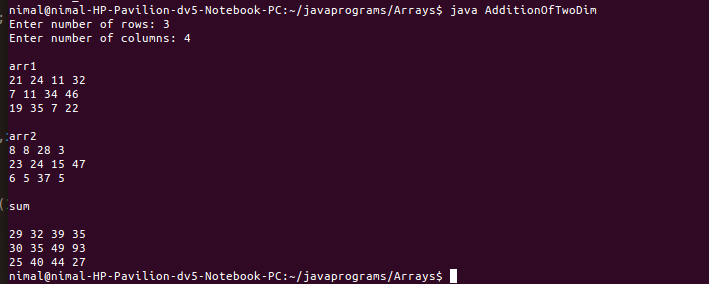 nimal@nimal-HP-Pavilion-dv5-Notebook-PC:~/javaprograms/Arrays$ java AdditionOfTwoDim
Enter number of rows: 3
Enter number of columns: 4
arr1
21 24 11 32
7 11 34 46
19 35 7 22
arr2
8 8 28 3
23 24 15 47
6 5 37 5
sum
29 32 39 35
30 35 49 93
25 40 44 27
nimal@nimal-HP-Pavilion-dv5-Notebook-PC:~/javaprograms/Arrays$